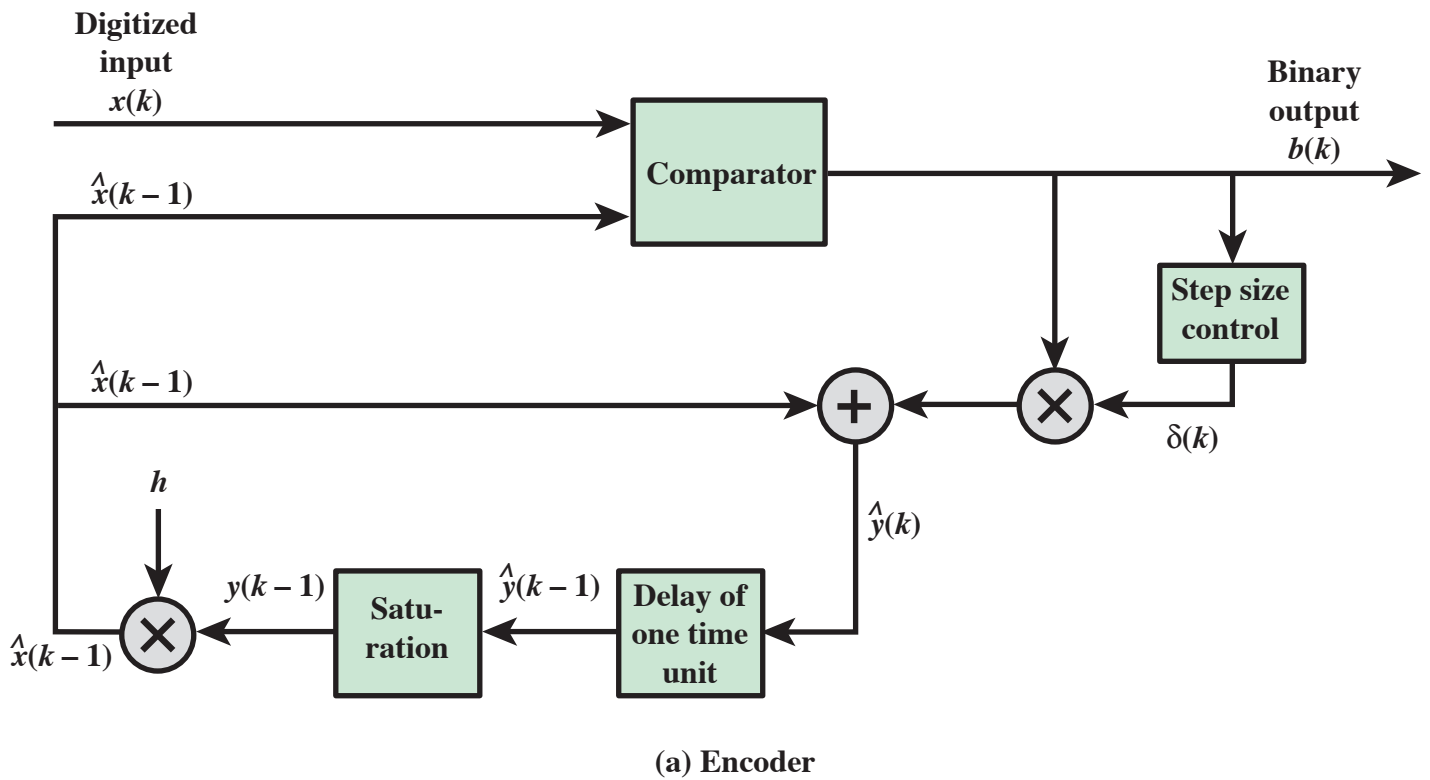 Digitized
input
x(k)
Binary
output
b(k)
Comparator
x̂(k – 1)
Step size
control
x̂(k – 1)
+
×
δ(k)
h
ŷ(k)
y(k – 1)
Satu-
ration
ŷ(k – 1)
Delay of
one time
unit
×
x̂(k – 1)
(a) Encoder